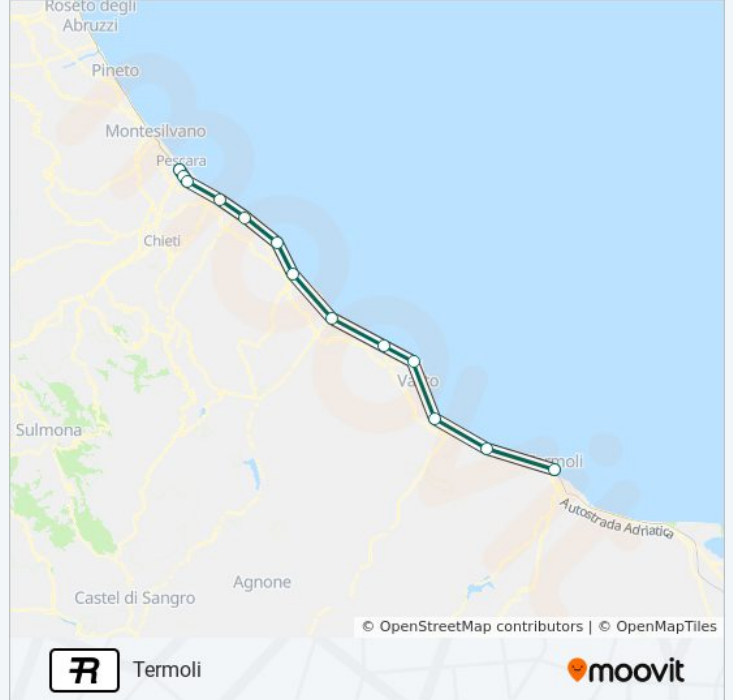 Roseto degli
Abruzzi
Pineto
Montesilvano
Pescara
Chieti
Vasto
Sulmona
Termoli
Autostrada Adriatica
Agnone
Castel di Sangro
© OpenStreetMap contributors | © OpenMapTiles
R Termoli
moovit